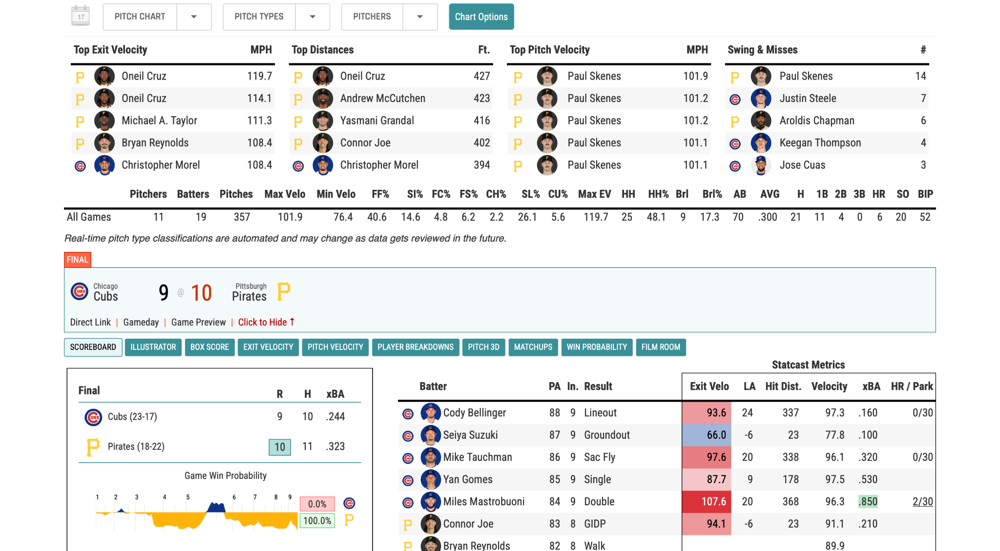 17 PITCH CHART PITCH TYPES PITCHERS Chart Options
Top Exit Velocity MPH
Oneil Cruz 119.7
Oneil Cruz 114.1
Michael A. Taylor 111.3
Bryan Reynolds 108.4
Christopher Morel 108.4
Top Distances Ft.
Oneil Cruz 427
Andrew McCutchen 423
Yasmani Grandal 416
Connor Joe 402
Christopher Morel 394
Top Pitch Velocity MPH
Paul Skenes 101.9
Paul Skenes 101.2
Paul Skenes 101.2
Paul Skenes 101.1
Paul Skenes 101.1
Swing & Misses #
Paul Skenes 14
Justin Steele 7
Aroldis Chapman 6
Keegan Thompson 4
Jose Cuas 3
Pitchers Batters Pitches Max Velo Min Velo FF% SI% FC% FS% CH% SL% CU% Max EV HH HH% Brl Brl% AB AVG H 1B 2B 3B HR SO BIP
All Games 11 19 357 101.9 76.4 40.6 14.6 4.8 6.2 2.2 26.1 5.6 119.7 25 48.1 9 17.3 70 .300 21 11 4 0 6 20 52
Real-time pitch type classifications are automated and may change as data gets reviewed in the future.
FINAL
Chicago Cubs 9 @ 10 Pittsburgh Pirates
Direct Link | Gameday | Game Preview | Click to Hide ↑
SCOREBOARD ILLUSTRATOR BOX SCORE EXIT VELOCITY PITCH VELOCITY PLAYER BREAKDOWNS PITCH 3D MATCHUPS WIN PROBABILITY FILM ROOM
Final R H xBA
Cubs (23-17) 9 10 .244
Pirates (18-22) 10 11 .323
Game Win Probability
1 2 3 4 5 6 7 8 9
0.0%
100.0%
Statcast Metrics
Batter PA In. Result Exit Velo LA Hit Dist. Velocity xBA HR / Park
Cody Bellinger 88 9 Lineout 93.6 24 337 97.3 .160 0/30
Seiya Suzuki 87 9 Groundout 66.0 -6 23 77.8 .100
Mike Tauchman 86 9 Sac Fly 97.6 20 338 96.1 .320 0/30
Yan Gomes 85 9 Single 87.7 9 178 97.5 .530
Miles Mastrobuoni 84 9 Double 107.6 20 368 96.3 .850 2/30
Connor Joe 83 8 GIDP 94.1 -6 23 91.1 .210
Bryan Reynolds 82 8 Walk 89.9